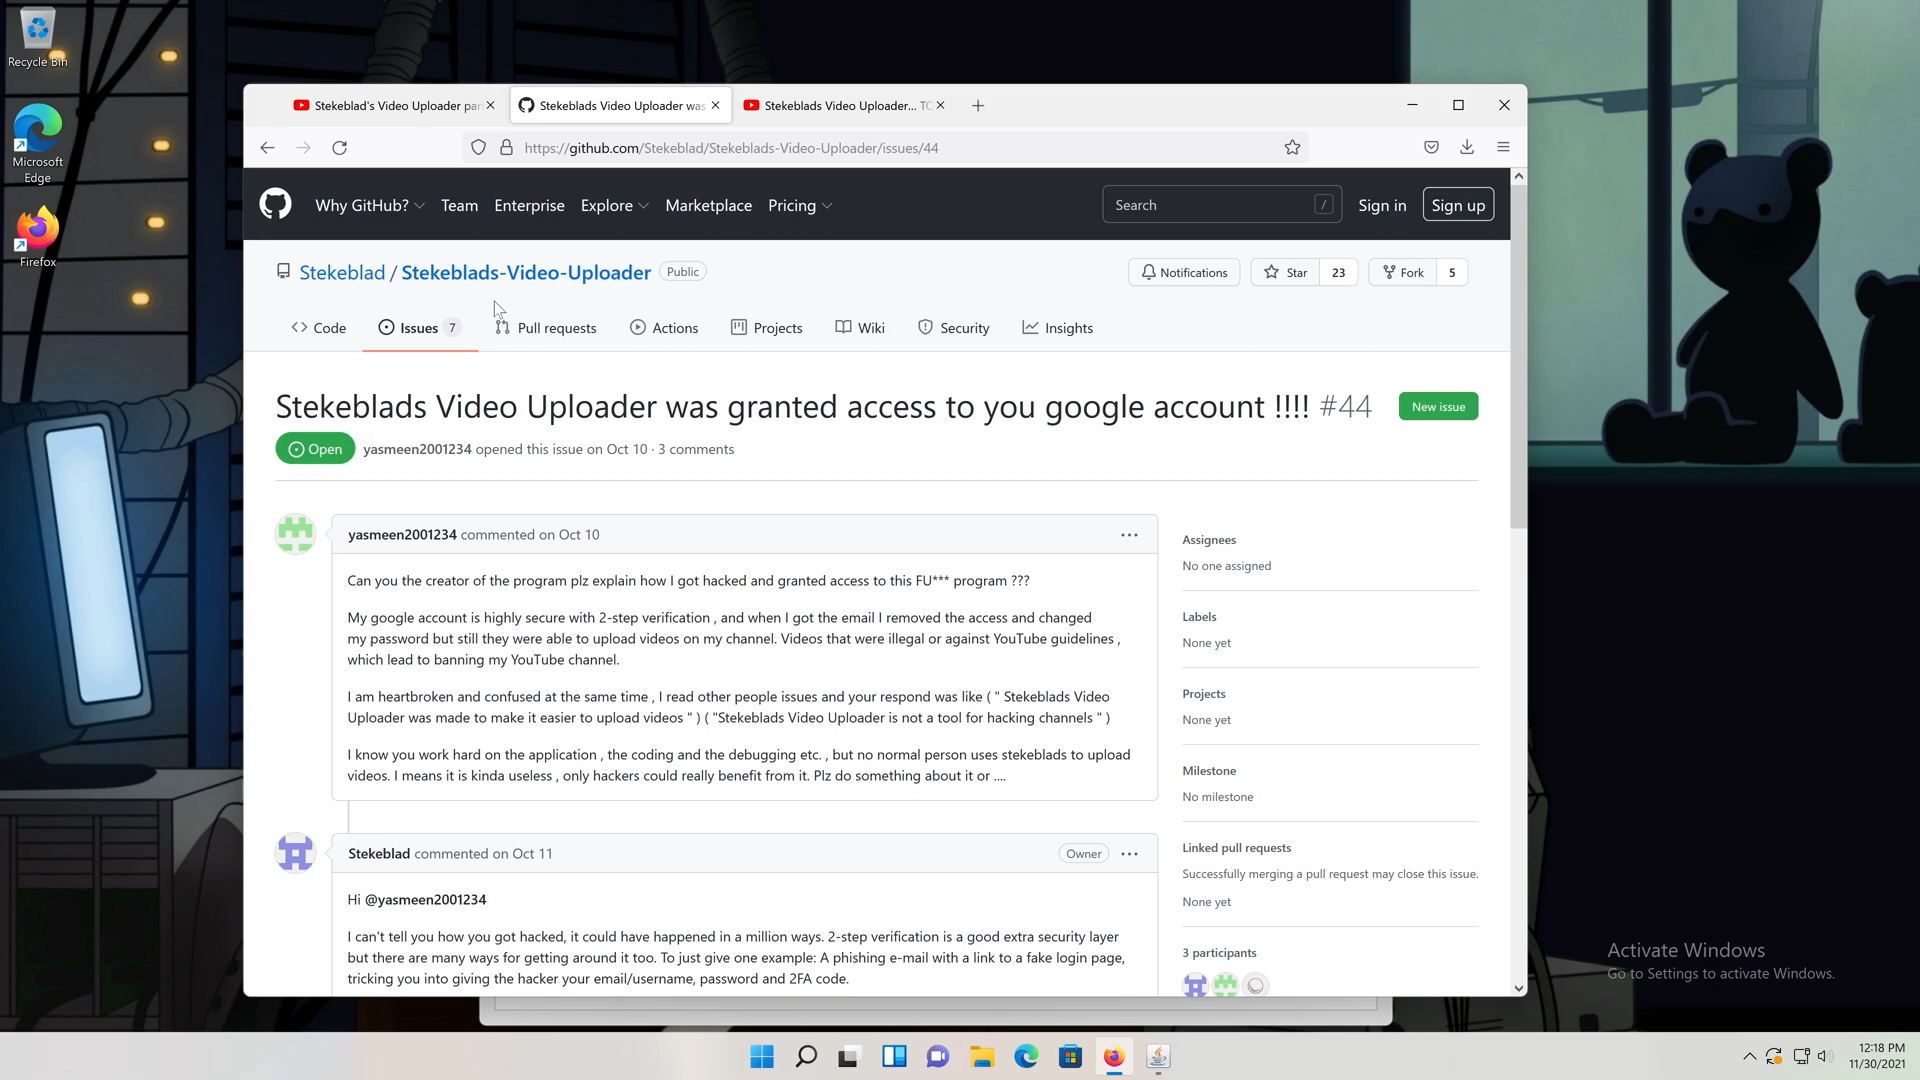 Recycle Bin
Microsoft
Edge
Firefox
Stekeblad's Video Uploader par
Stekeblads Video Uploader was
Stekeblads Video Uploader... TO
https://github.com/Stekeblad/Stekeblads-Video-Uploader/issues/44
Why GitHub? Team Enterprise Explore Marketplace Pricing
Search /
Sign in Sign up
Stekeblad / Stekeblads-Video-Uploader Public
Notifications Star 23 Fork 5
Code Issues 7 Pull requests Actions Projects Wiki Security Insights
Stekeblads Video Uploader was granted access to you google account !!!! #44
New issue
Open yasmeen2001234 opened this issue on Oct 10 · 3 comments
yasmeen2001234 commented on Oct 10
Can you the creator of the program plz explain how I got hacked and granted access to this FU*** program ???
My google account is highly secure with 2-step verification , and when I got the email I removed the access and changed
my password but still they were able to upload videos on my channel. Videos that were illegal or against YouTube guidelines ,
which lead to banning my YouTube channel.
I am heartbroken and confused at the same time , I read other people issues and your respond was like ( " Stekeblads Video
Uploader was made to make it easier to upload videos " ) ( "Stekeblads Video Uploader is not a tool for hacking channels " )
I know you work hard on the application , the coding and the debugging etc. , but no normal person uses stekeblads to upload
videos. I means it is kinda useless , only hackers could really benefit from it. Plz do something about it or ....
Stekeblad commented on Oct 11
Owner
Hi @yasmeen2001234
I can't tell you how you got hacked, it could have happened in a million ways. 2-step verification is a good extra security layer
but there are many ways for getting around it too. To just give one example: A phishing e-mail with a link to a fake login page,
tricking you into giving the hacker your email/username, password and 2FA code.
Assignees
No one assigned
Labels
None yet
Projects
None yet
Milestone
No milestone
Linked pull requests
Successfully merging a pull request may close this issue.
None yet
3 participants
Activate Windows
Go to Settings to activate Windows.
12:18 PM
11/30/2021